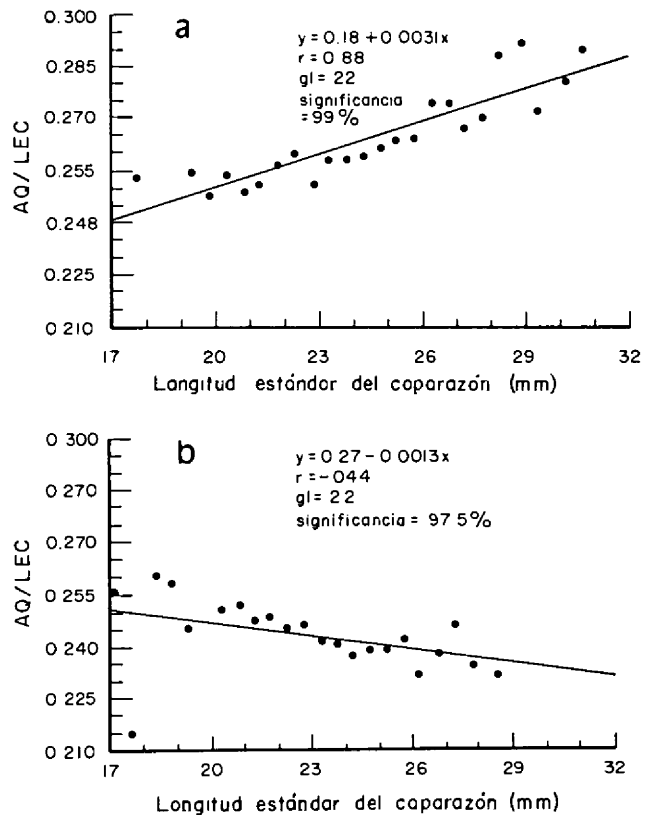 a
0.300
0.285
0.270
0.255
0.248
0.225
0.210
AQ/LEC
y = 0.18 + 0.0031x
r = 0.88
gl = 22
significancia
= 99%
17 20 23 26 29 32
Longitud estándar del caparazón (mm)
b
0.300
0.270
0.270
0.255
0.240
0.225
0.210
AQ/LEC
y = 0.27 - 0.0013x
r = -044
gl = 22
significancia = 97.5%
17 20 23 26 29 32
Longitud estándar del caparazón (mm)